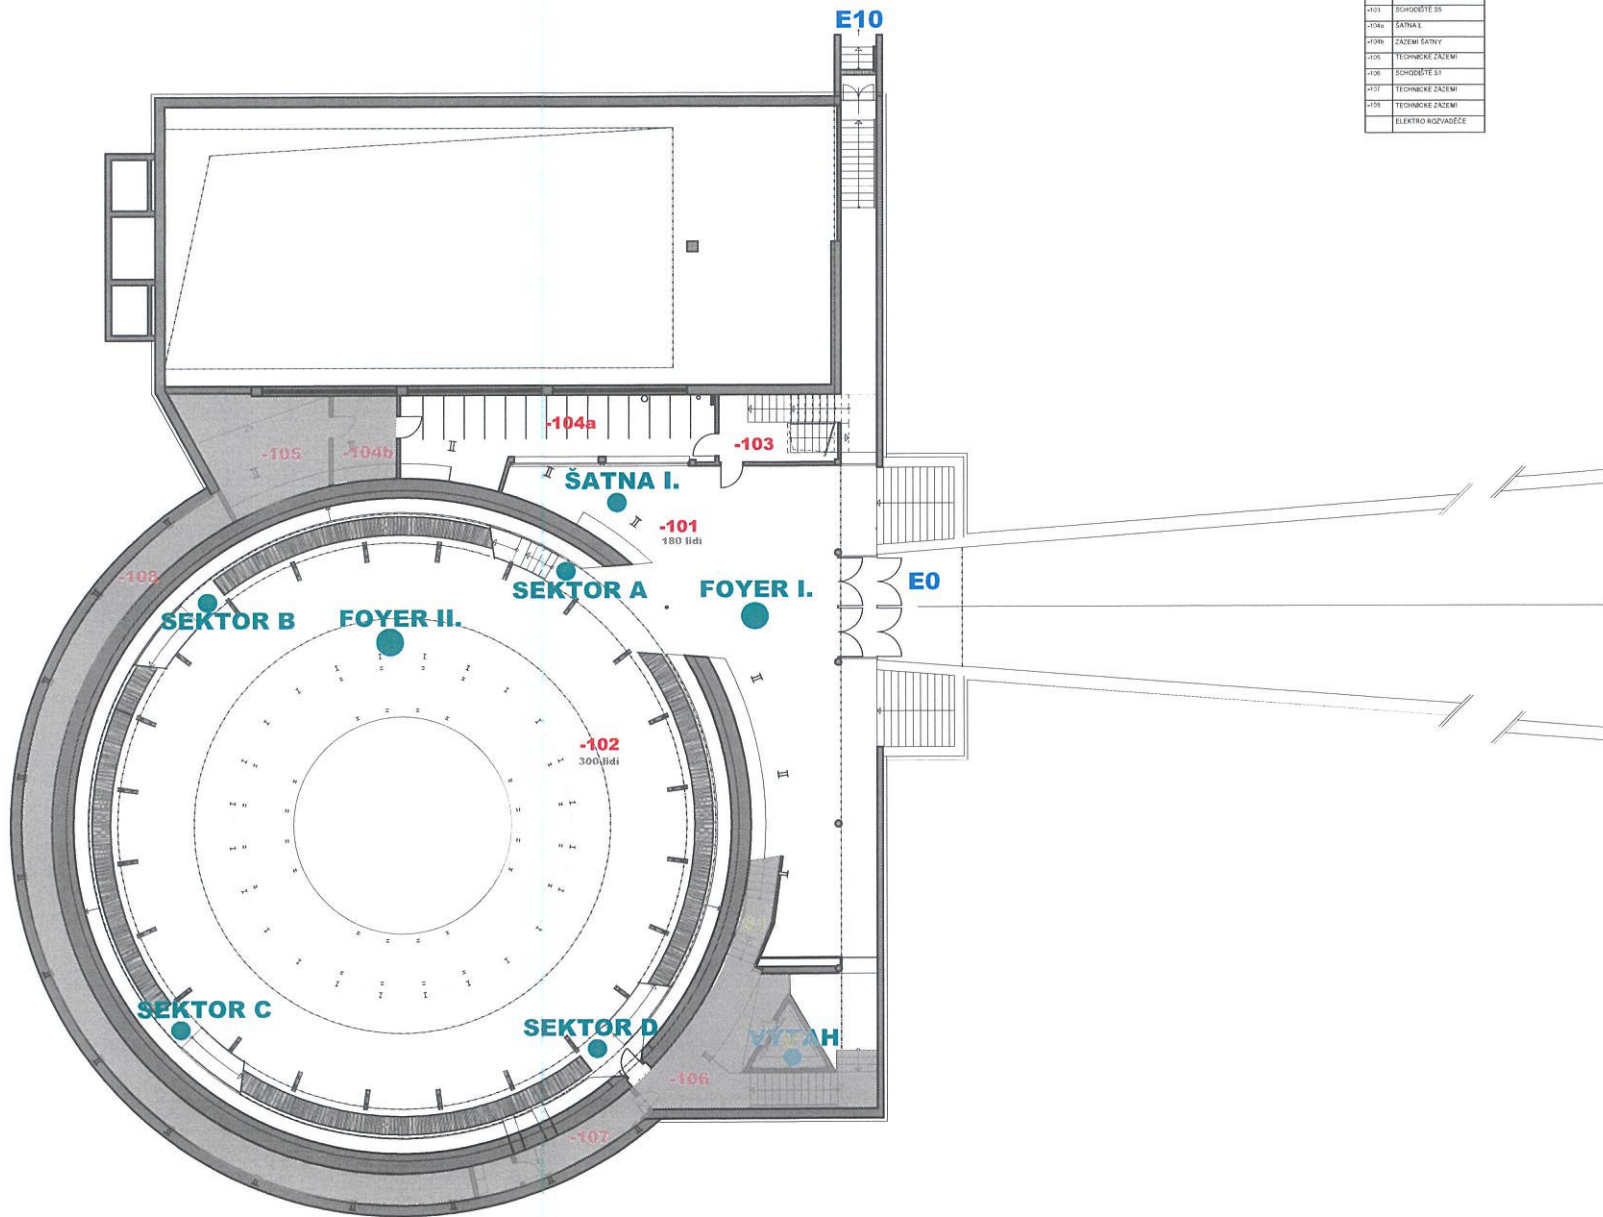 E10
-103 SCHODIŠTĚ S5
-104a ŠATNA I.
-104b ZÁZEMÍ ŠATNY
-105 TECHNICKÉ ZÁZEMÍ
-106 SCHODIŠTĚ S1
-107 TECHNICKÉ ZÁZEMÍ
-108 TECHNICKÉ ZÁZEMÍ
ELEKTRO ROZVADĚČE
-104a
-103
-105
-104b
ŠATNA I.
-101
180 lidí
-108
SEKTOR A
FOYER I.
E0
SEKTOR B
FOYER II.
-102
300 lidí
SEKTOR C
SEKTOR D
VÝTAH
-106
-107